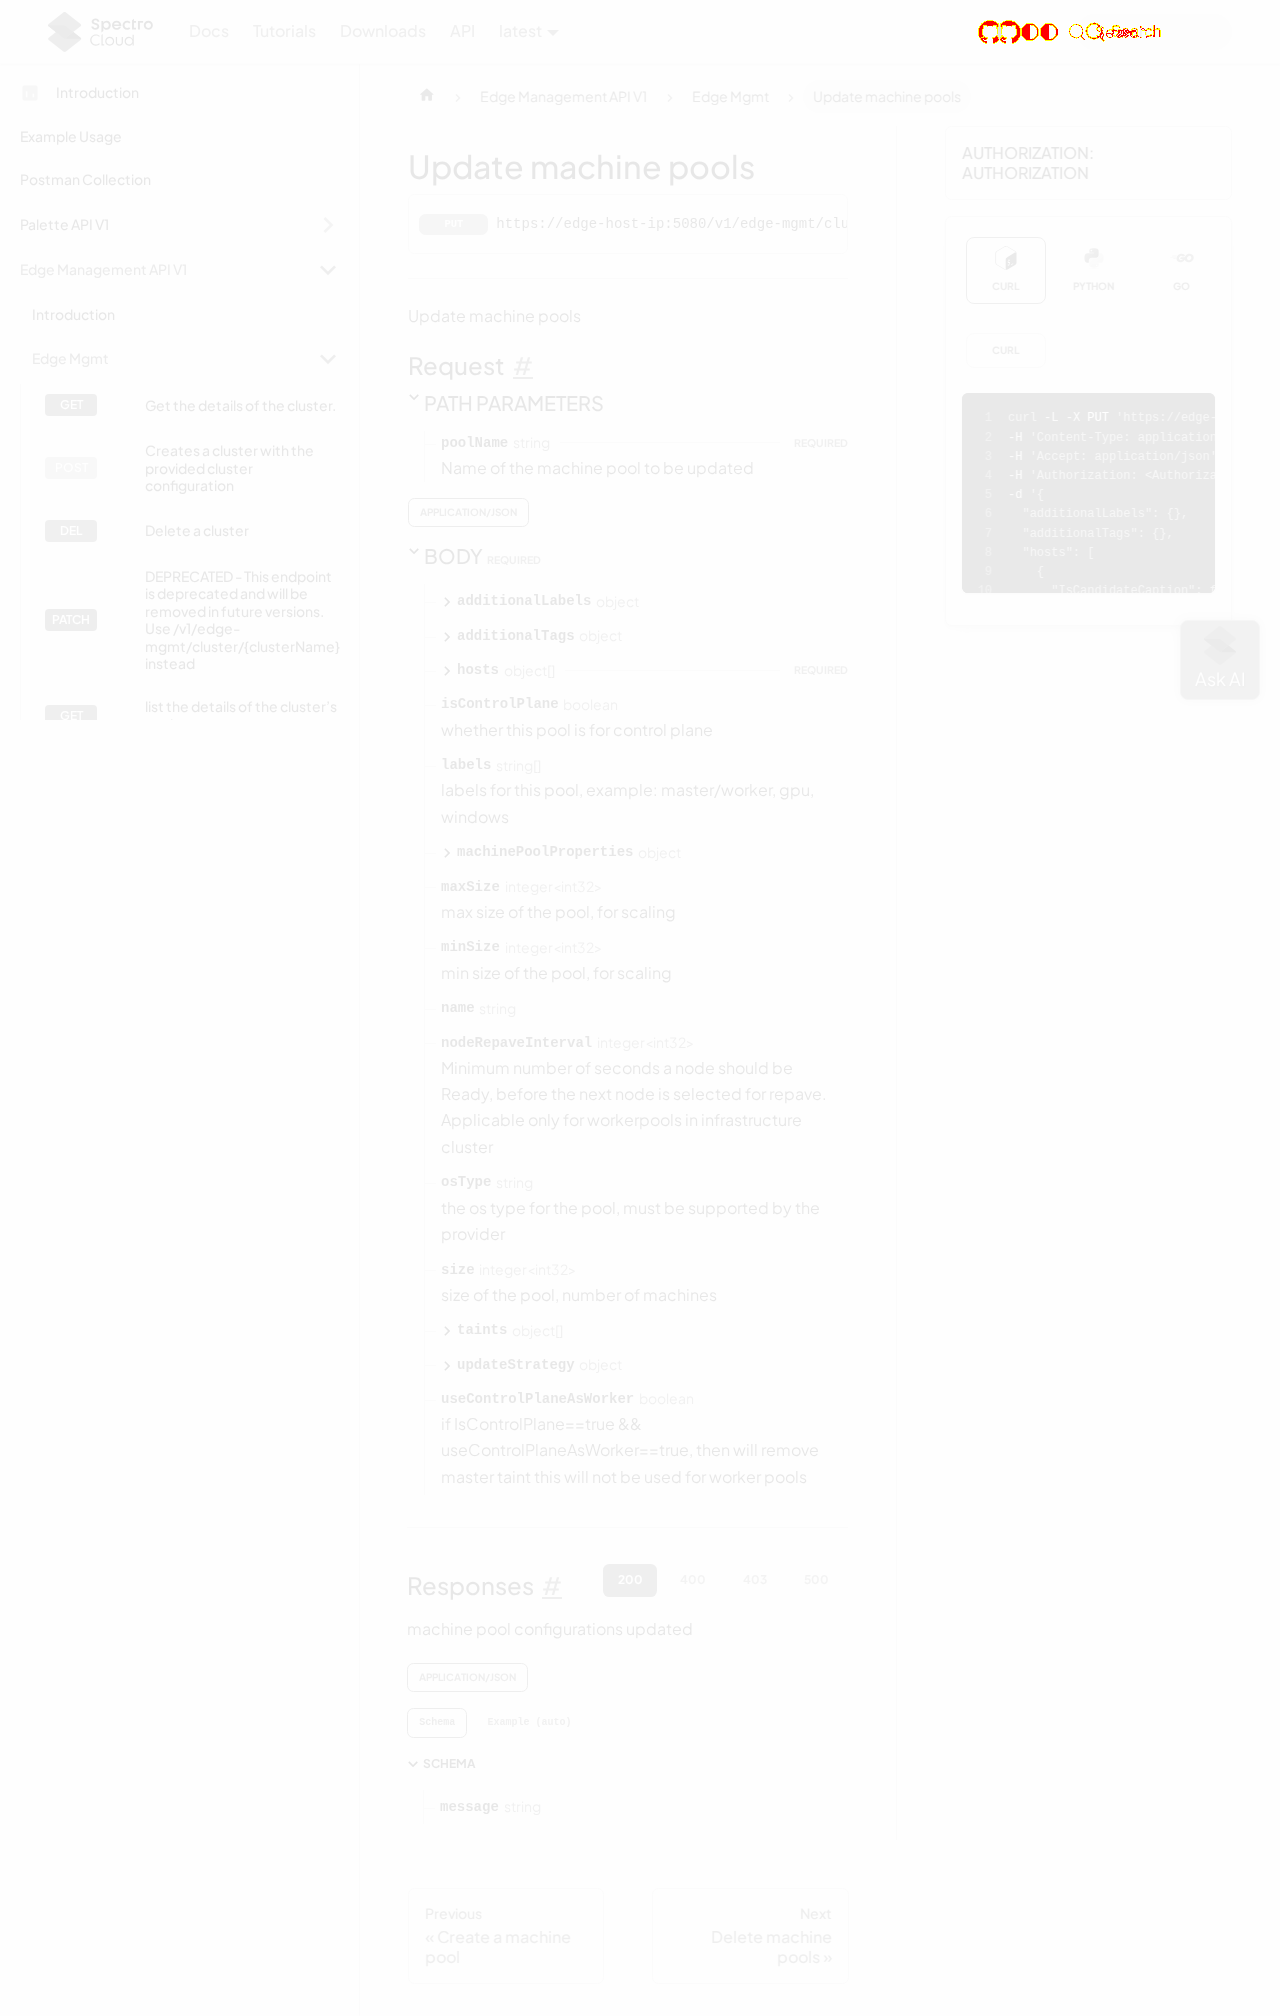 Spectro Cloud
Docs
Tutorials
Downloads
API
latest
Introduction
Example Usage
Postman Collection
Palette API V1
Edge Management API V1
Introduction
Edge Mgmt
GET
Get the details of the cluster.
POST
Creates a cluster with the
provided cluster
configuration
DEL
Delete a cluster
PATCH
DEPRECATED - This endpoint
is deprecated and will be
removed in future versions.
Use /v1/edge-
mgmt/cluster/{clusterName}
instead
GET
list the details of the cluster's
Edge Management API V1
Edge Mgmt
Update machine pools
Update machine pools
PUT
https://edge-host-ip:5080/v1/edge-mgmt/clu
Update machine pools
Request #
PATH PARAMETERS
poolName string REQUIRED
Name of the machine pool to be updated
APPLICATION/JSON
BODY REQUIRED
additionalLabels object
additionalTags object
hosts object[] REQUIRED
isControlPlane boolean
whether this pool is for control plane
labels string[]
labels for this pool, example: master/worker, gpu,
windows
machinePoolProperties object
maxSize integer<int32>
max size of the pool, for scaling
minSize integer<int32>
min size of the pool, for scaling
name string
nodeRepaveInterval integer<int32>
Minimum number of seconds a node should be
Ready, before the next node is selected for repave.
Applicable only for workerpools in infrastructure
cluster
osType string
the os type for the pool, must be supported by the
provider
size integer<int32>
size of the pool, number of machines
taints object[]
updateStrategy object
useControlPlaneAsWorker boolean
if IsControlPlane==true &&
useControlPlaneAsWorker==true, then will remove
master taint this will not be used for worker pools
Responses #
200
400
403
500
machine pool configurations updated
APPLICATION/JSON
Schema
Example (auto)
SCHEMA
message string
Previous
« Create a machine
pool
Next
Delete machine
pools »
AUTHORIZATION:
AUTHORIZATION
CURL
PYTHON
GO
GO
CURL
1 curl -L -X PUT 'https://edge-
2 -H 'Content-Type: application
3 -H 'Accept: application/json'
4 -H 'Authorization: <Authoriza
5 -d '{
6 "additionalLabels": {},
7 "additionalTags": {},
8 "hosts": [
9 {
Ask AI